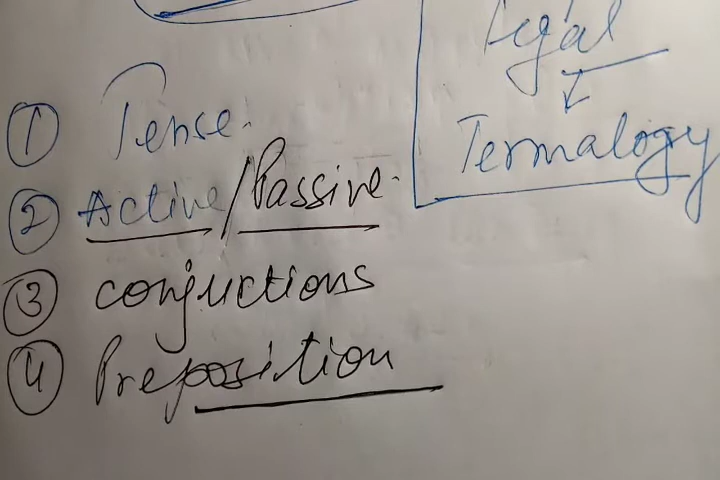 Legal
Termalogy
① Tense.
② Active/Passive.
③ conjuctions
④ Preposition